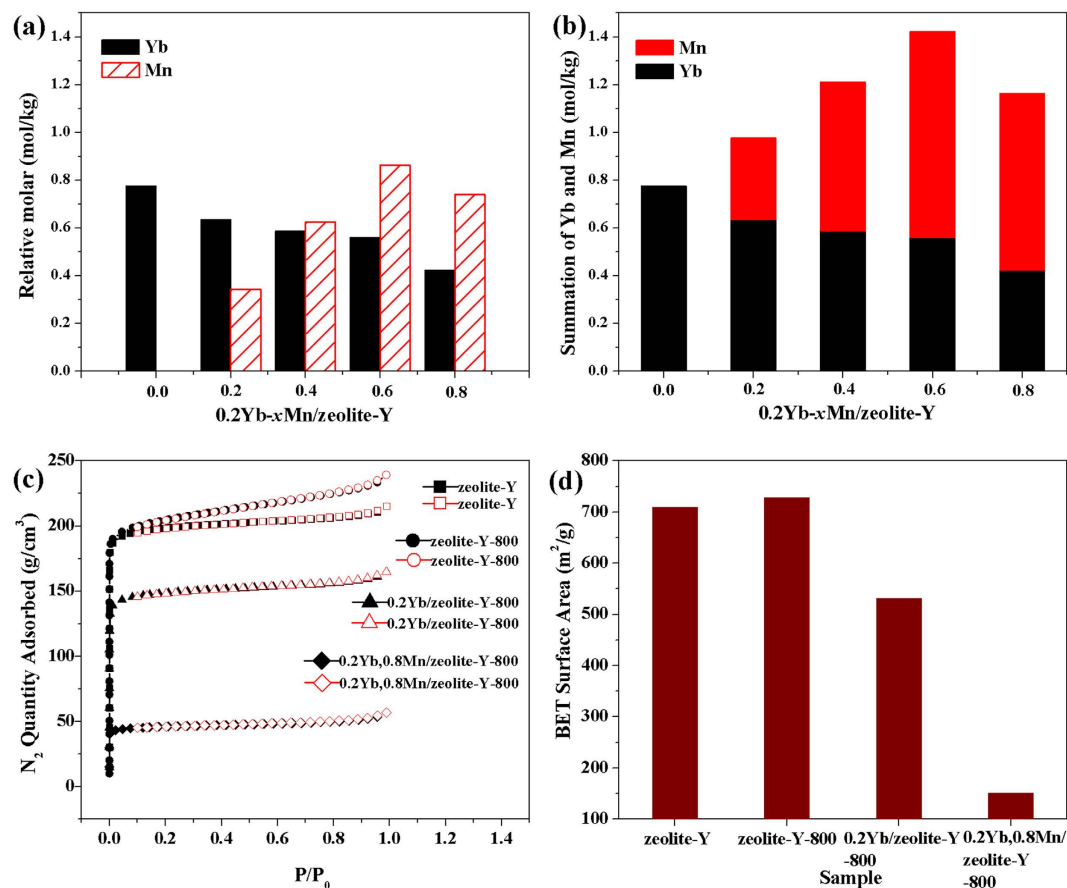 (a)
Yb
Mn
Relative molar (mol/kg)
1.4
1.2
1.0
0.8
0.6
0.4
0.2
0.0
0.0 0.2 0.4 0.6 0.8
0.2Yb-xMn/zeolite-Y
(b)
Mn
Yb
Summation of Yb and Mn (mol/kg)
1.4
1.2
1.0
0.8
0.6
0.4
0.2
0.0
0.0 0.2 0.4 0.6 0.8
0.2Yb-xMn/zeolite-Y
(c)
N2 Quantity Adsorbed (g/cm3)
250
200
150
100
50
0
zeolite-Y
zeolite-Y
zeolite-Y-800
zeolite-Y-800
0.2Yb/zeolite-Y-800
0.2Yb/zeolite-Y-800
0.2Yb,0.8Mn/zeolite-Y-800
0.2Yb,0.8Mn/zeolite-Y-800
0.0 0.2 0.4 0.6 0.8 1.0 1.2 1.4
P/P0
(d)
BET Surface Area (m2/g)
800
700
600
500
400
300
200
100
zeolite-Y
zeolite-Y-800
0.2Yb/zeolite-Y
-800
0.2Yb,0.8Mn/
zeolite-Y
-800
Sample